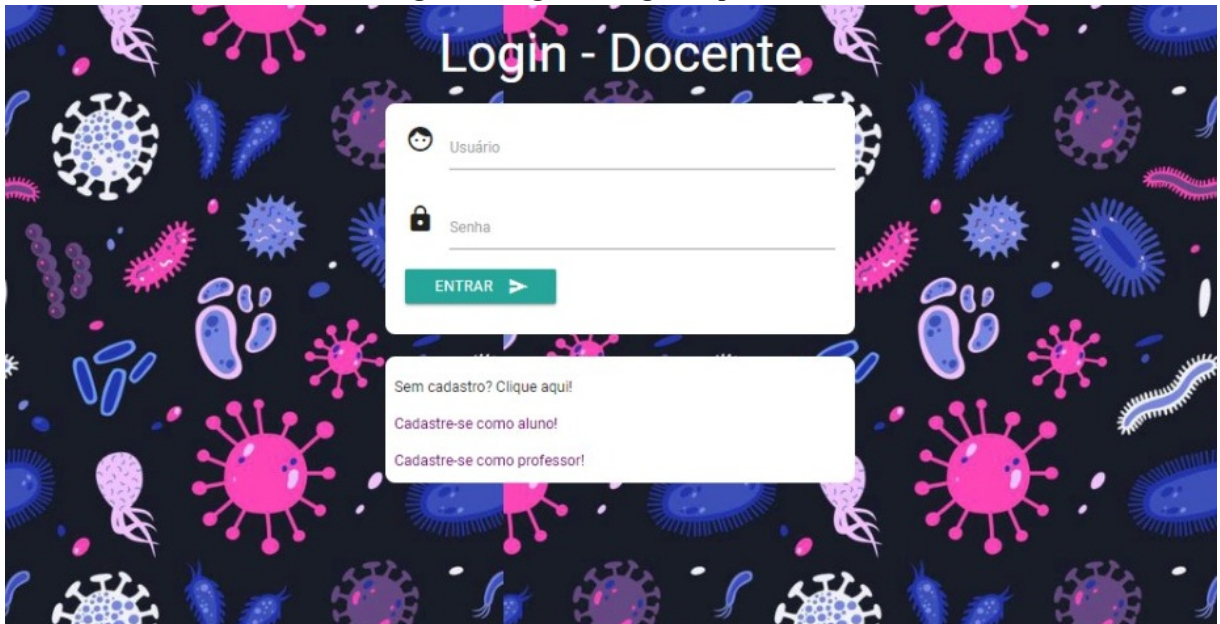 Login - Docente
Usuário
Senha
ENTRAR
Sem cadastro? Clique aqui!
Cadastre-se como aluno!
Cadastre-se como professor!